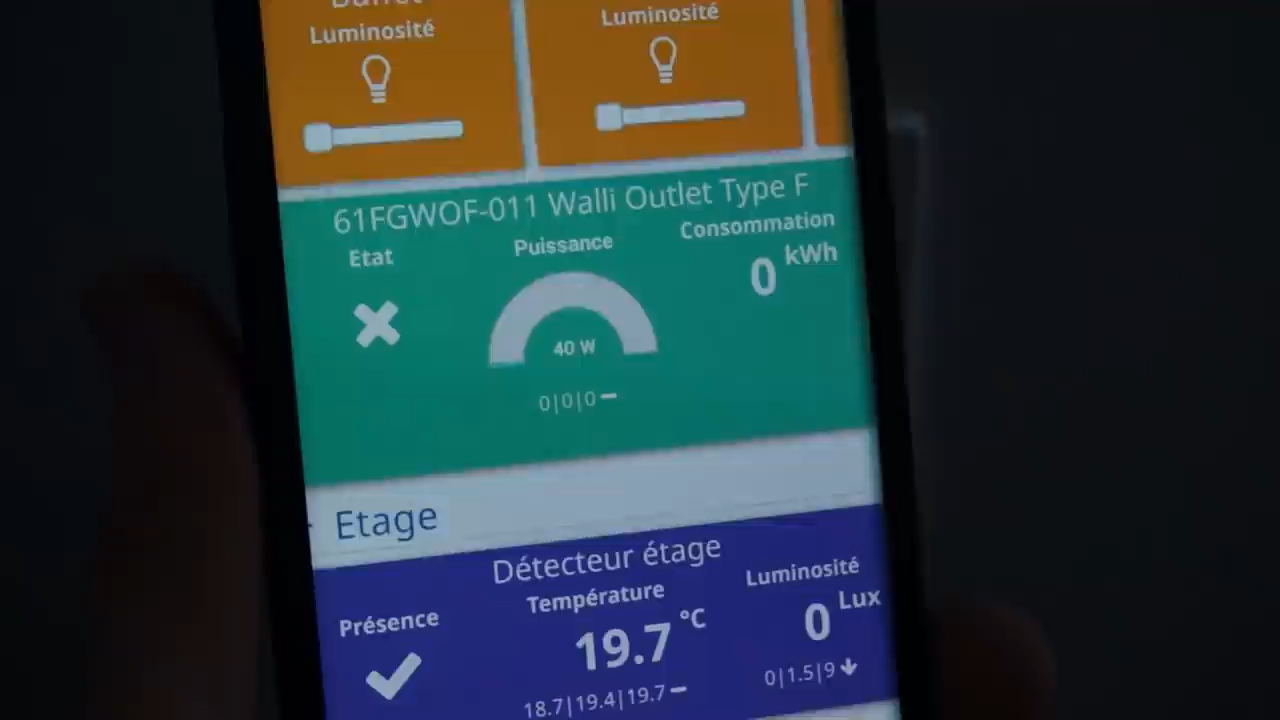 Buffet
Luminosité
Luminosité
61FGWOF-011 Walli Outlet Type F
Etat
Puissance
Consommation
0 kWh
40 W
0|0|0
Etage
Détecteur étage
Présence
Température
Luminosité
19.7 °C
0 Lux
18.7|19.4|19.7
0|1.5|9